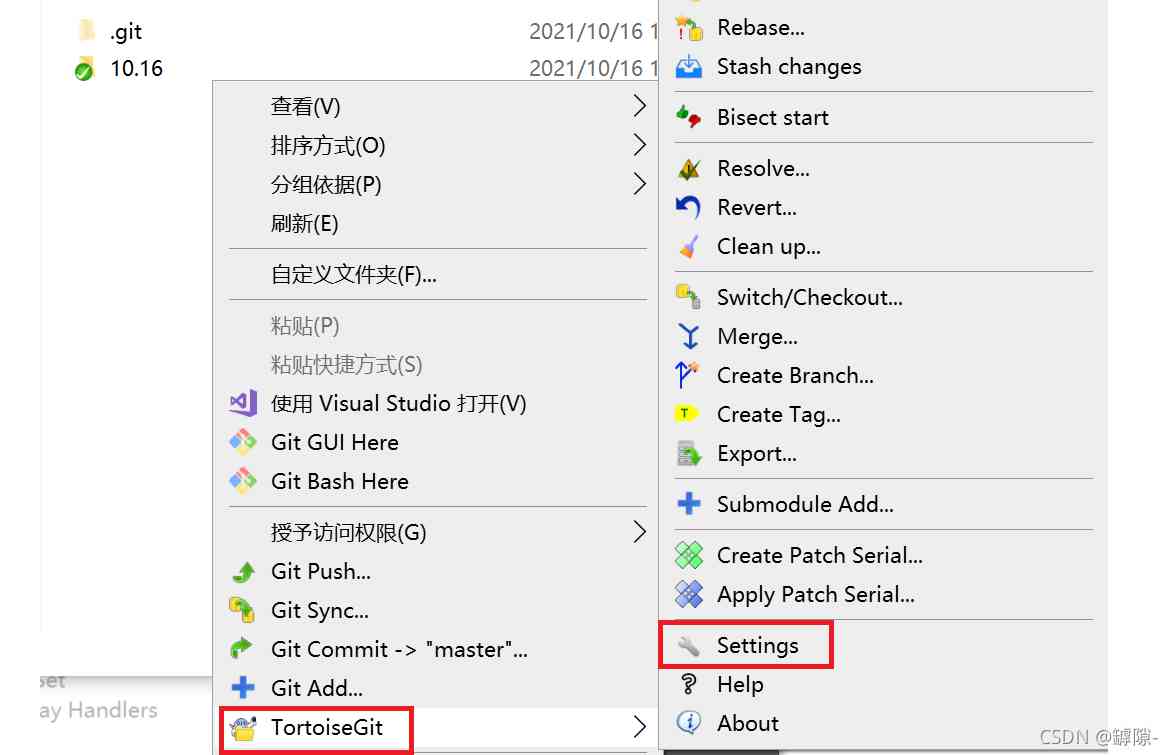 .git 2021/10/16 1
10.16 2021/10/16 1
查看(V)
排序方式(O)
分组依据(P)
刷新(E)
自定义文件夹(F)...
粘贴(P)
粘贴快捷方式(S)
使用 Visual Studio 打开(V)
Git GUI Here
Git Bash Here
授予访问权限(G)
Git Push...
Git Sync...
Git Commit -> "master"...
Git Add...
TortoiseGit
Rebase...
Stash changes
Bisect start
Resolve...
Revert...
Clean up...
Switch/Checkout...
Merge...
Create Branch...
Create Tag...
Export...
Submodule Add...
Create Patch Serial...
Apply Patch Serial...
Settings
Help
About
ay Handlers
CSDN @罅隙-